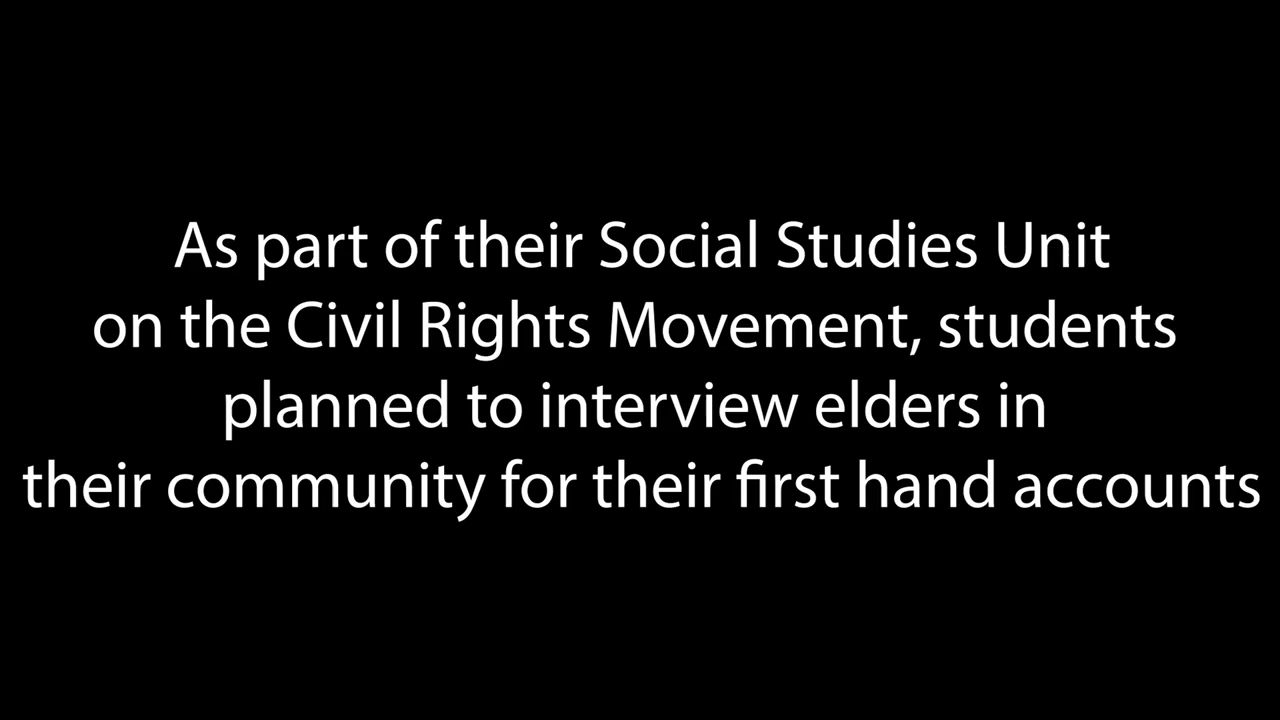 As part of their Social Studies Unit
on the Civil Rights Movement, students
planned to interview elders in
their community for their first hand accounts